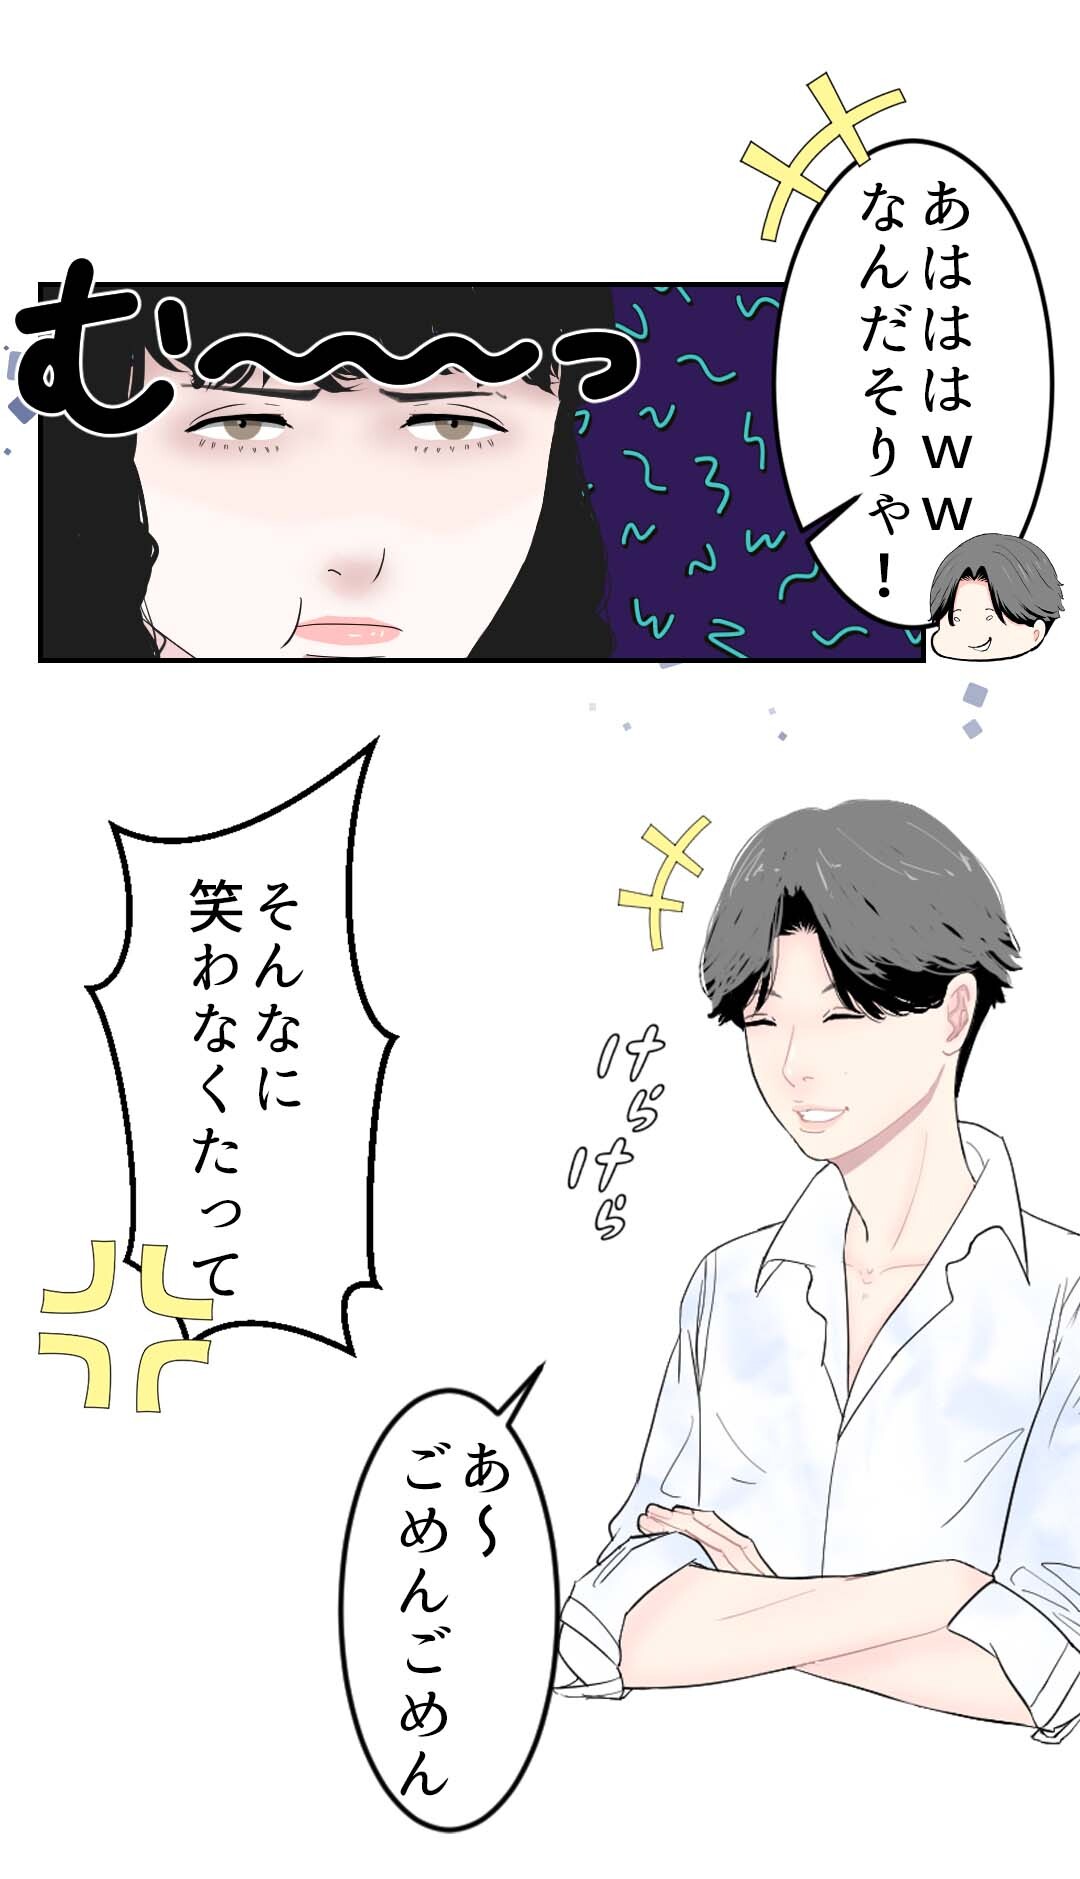 あはははｗｗ
なんだそりゃ！
む〜〜〜っ
そんなに
笑わなくたって
けらけら
あ〜
ごめんごめん